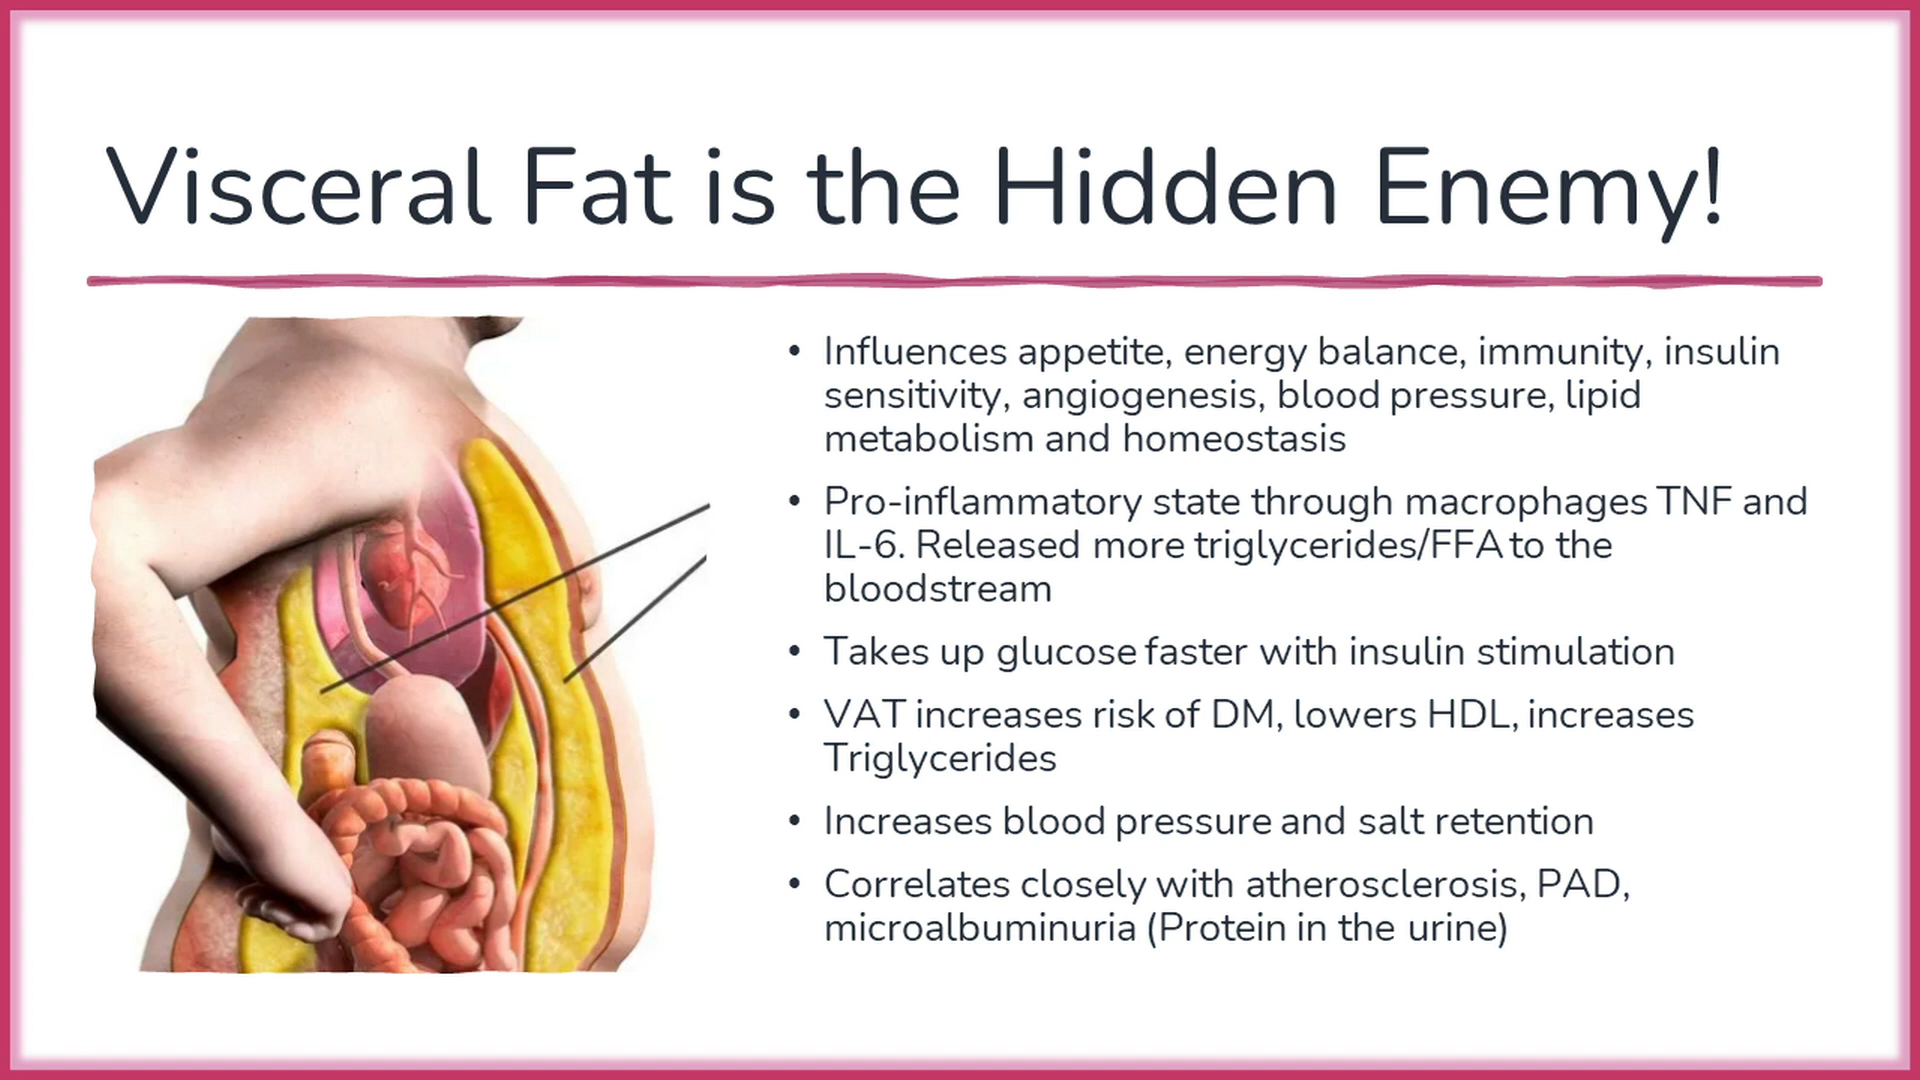 Visceral Fat is the Hidden Enemy!
• Influences appetite, energy balance, immunity, insulin
sensitivity, angiogenesis, blood pressure, lipid
metabolism and homeostasis
• Pro-inflammatory state through macrophages TNF and
IL-6. Released more triglycerides/FFA to the
bloodstream
• Takes up glucose faster with insulin stimulation
• VAT increases risk of DM, lowers HDL, increases
Triglycerides
• Increases blood pressure and salt retention
• Correlates closely with atherosclerosis, PAD,
microalbuminuria (Protein in the urine)